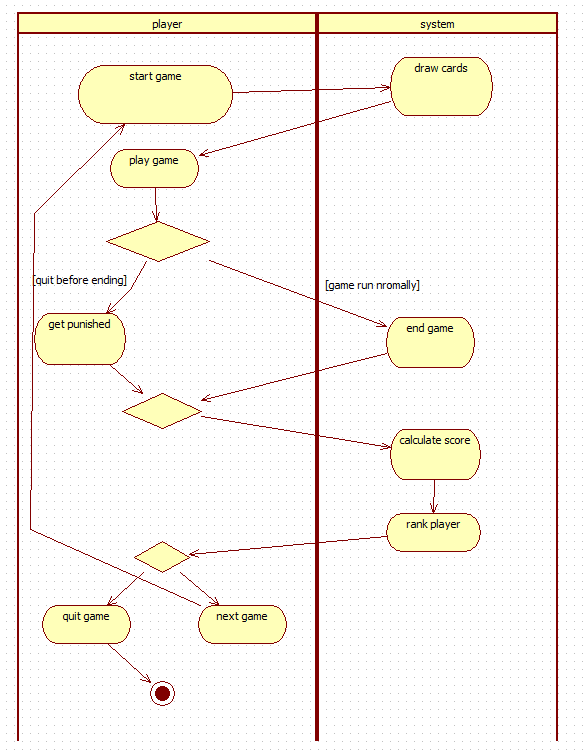 player
system
start game
draw cards
play game
[quit before ending]
[game run nromally]
get punished
end game
calculate score
rank player
quit game
next game